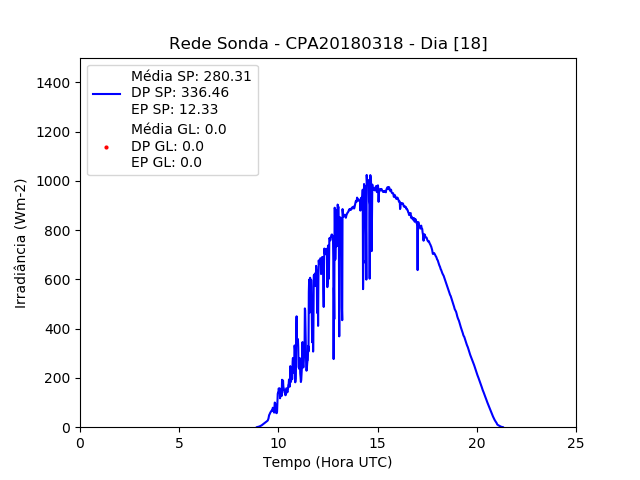 Rede Sonda - CPA20180318 - Dia [18]
Média SP: 280.31
DP SP: 336.46
EP SP: 12.33
Média GL: 0.0
DP GL: 0.0
EP GL: 0.0
1400
1200
1000
800
600
400
200
0
Irradiância (Wm-2)
0 5 10 15 20 25
Tempo (Hora UTC)